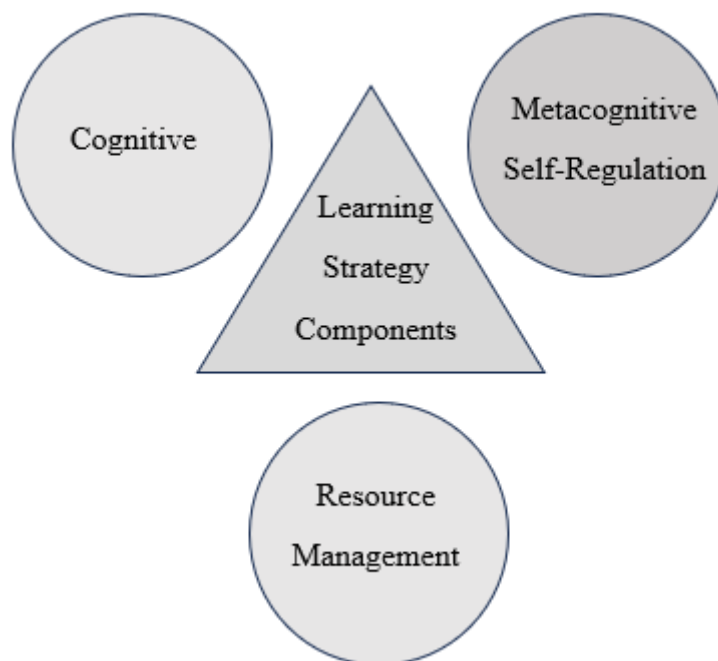 Cognitive
Metacognitive
Self-Regulation
Learning
Strategy
Components
Resource
Management